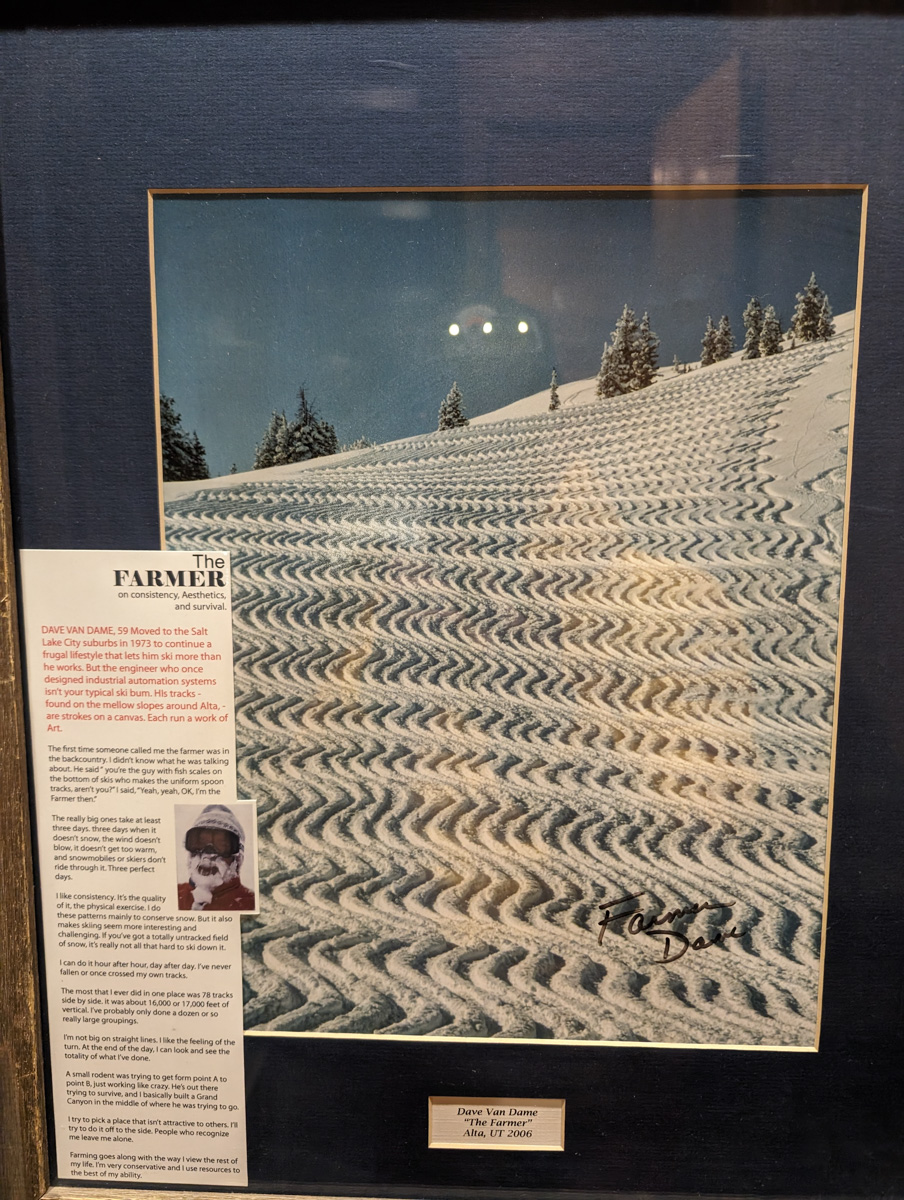 The
FARMER
on consistency, Aesthetics,
and survival.
DAVE VAN DAME, 59 Moved to the Salt
Lake City suburbs in 1973 to continue a
frugal lifestyle that lets him ski more than
he works. But the engineer who once
designed industrial automation systems
isn't your typical ski bum. HIs tracks -
found on the mellow slopes around Alta, -
are strokes on a canvas. Each run a work of
Art.
The first time someone called me the farmer was in
the backcountry. I didn't know what he was talking
about. He said " you're the guy with fish scales on
the bottom of skis who makes the uniform spoon
tracks, aren't you?" I said, "Yeah, yeah, OK, I'm the
Farmer then."
The really big ones take at least
three days. three days when it
doesn't snow, the wind doesn't
blow, it doesn't get too warm,
and snowmobiles or skiers don't
ride through it. Three perfect
days.
I like consistency. It's the quality
of it, the physical exercise. I do
these patterns mainly to conserve snow. But it also
makes skiing seem more interesting and
challenging. If you've got a totally untracked field
of snow, it's really not all that hard to ski down it.
I can do it hour after hour, day after day. I've never
fallen or once crossed my own tracks.
The most that I ever did in one place was 78 tracks
side by side. it was about 16,000 or 17,000 feet of
vertical. I've probably only done a dozen or so
really large groupings.
I'm not big on straight lines. I like the feeling of the
turn. At the end of the day, I can look and see the
totality of what I've done.
A small rodent was trying to get form point A to
point B, just working like crazy. He's out there
trying to survive, and I basically built a Grand
Canyon in the middle of where he was trying to go.
I try to pick a place that isn't attractive to others. I'll
try to do it off to the side. People who recognize
me leave me alone.
Farming goes along with the way I view the rest of
my life. I'm very conservative and I use resources to
the best of my ability.
Farmer
Dave
Dave Van Dame
"The Farmer"
Alta, UT 2006